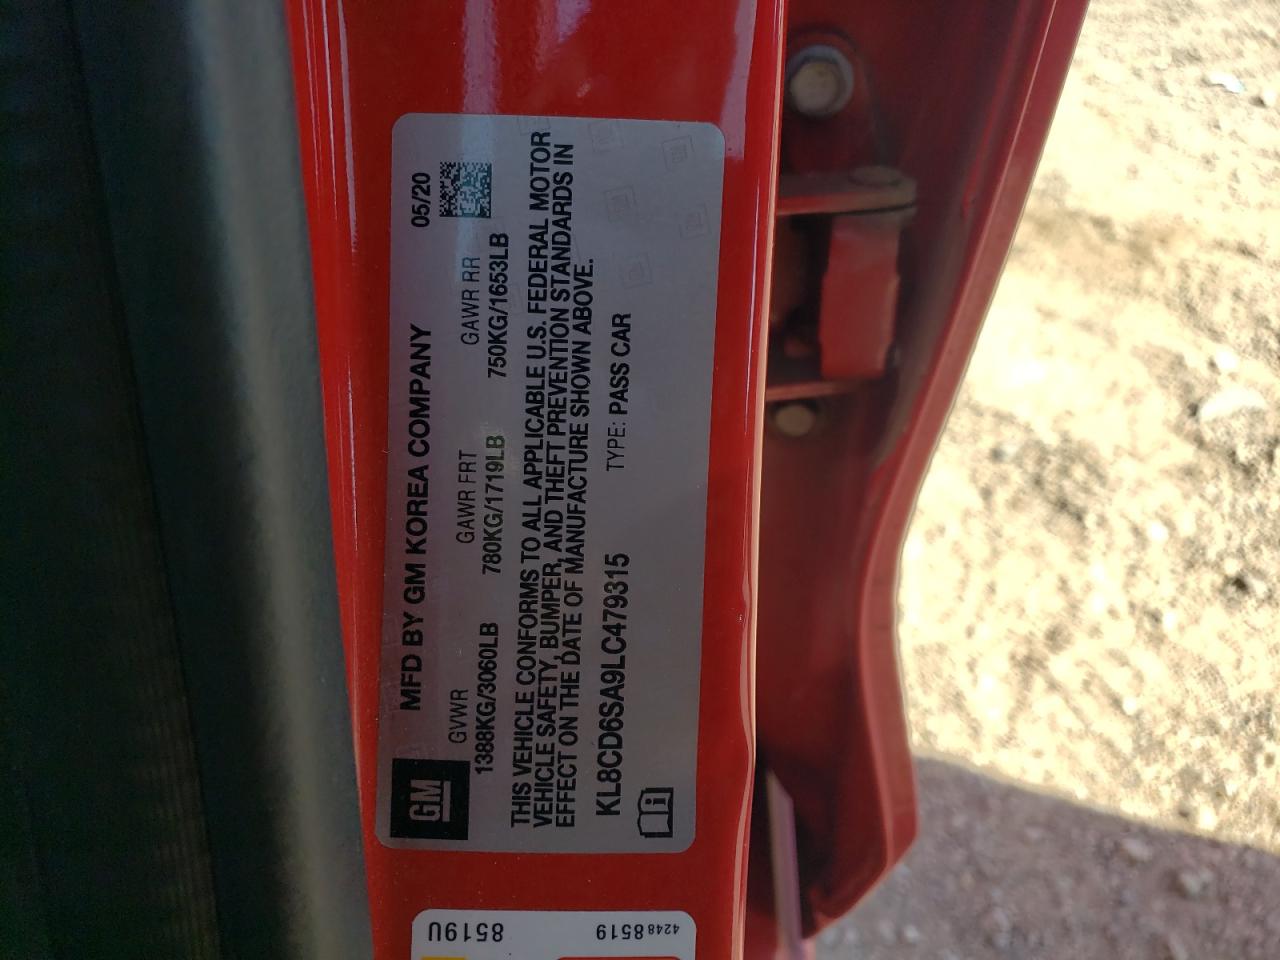 GM
MFD BY GM KOREA COMPANY 05/20
GVWR GAWR FRT GAWR RR
1388KG/3060LB 780KG/1719LB 750KG/1653LB
THIS VEHICLE CONFORMS TO ALL APPLICABLE U.S. FEDERAL MOTOR
VEHICLE SAFETY, BUMPER, AND THEFT PREVENTION STANDARDS IN
EFFECT ON THE DATE OF MANUFACTURE SHOWN ABOVE.
KL8CD6SA9LC479315 TYPE: PASS CAR
8519U
42488519